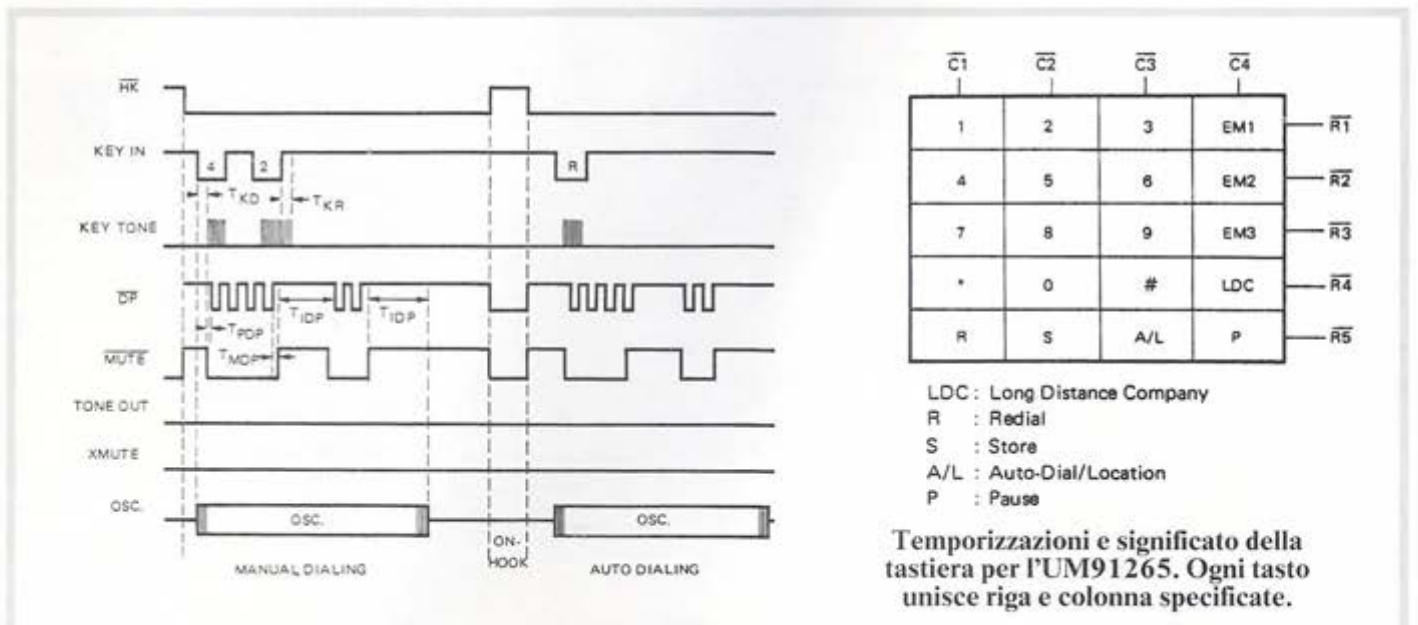 HK
KEY IN
4
2
R
TKD
TKR
KEY TONE
DP
TIDP
TIDP
TPDP
MUTE
TMDP
TONE OUT
XMUTE
OSC.
OSC.
OSC.
ON-
HOOK
MANUAL DIALING
AUTO DIALING
C1 C2 C3 C4
1 2 3 EM1 R1
4 5 6 EM2 R2
7 8 9 EM3 R3
* 0 # LDC R4
R S A/L P R5
LDC : Long Distance Company
R : Redial
S : Store
A/L : Auto-Dial/Location
P : Pause
Temporizzazioni e significato della
tastiera per l'UM91265. Ogni tasto
unisce riga e colonna specificate.